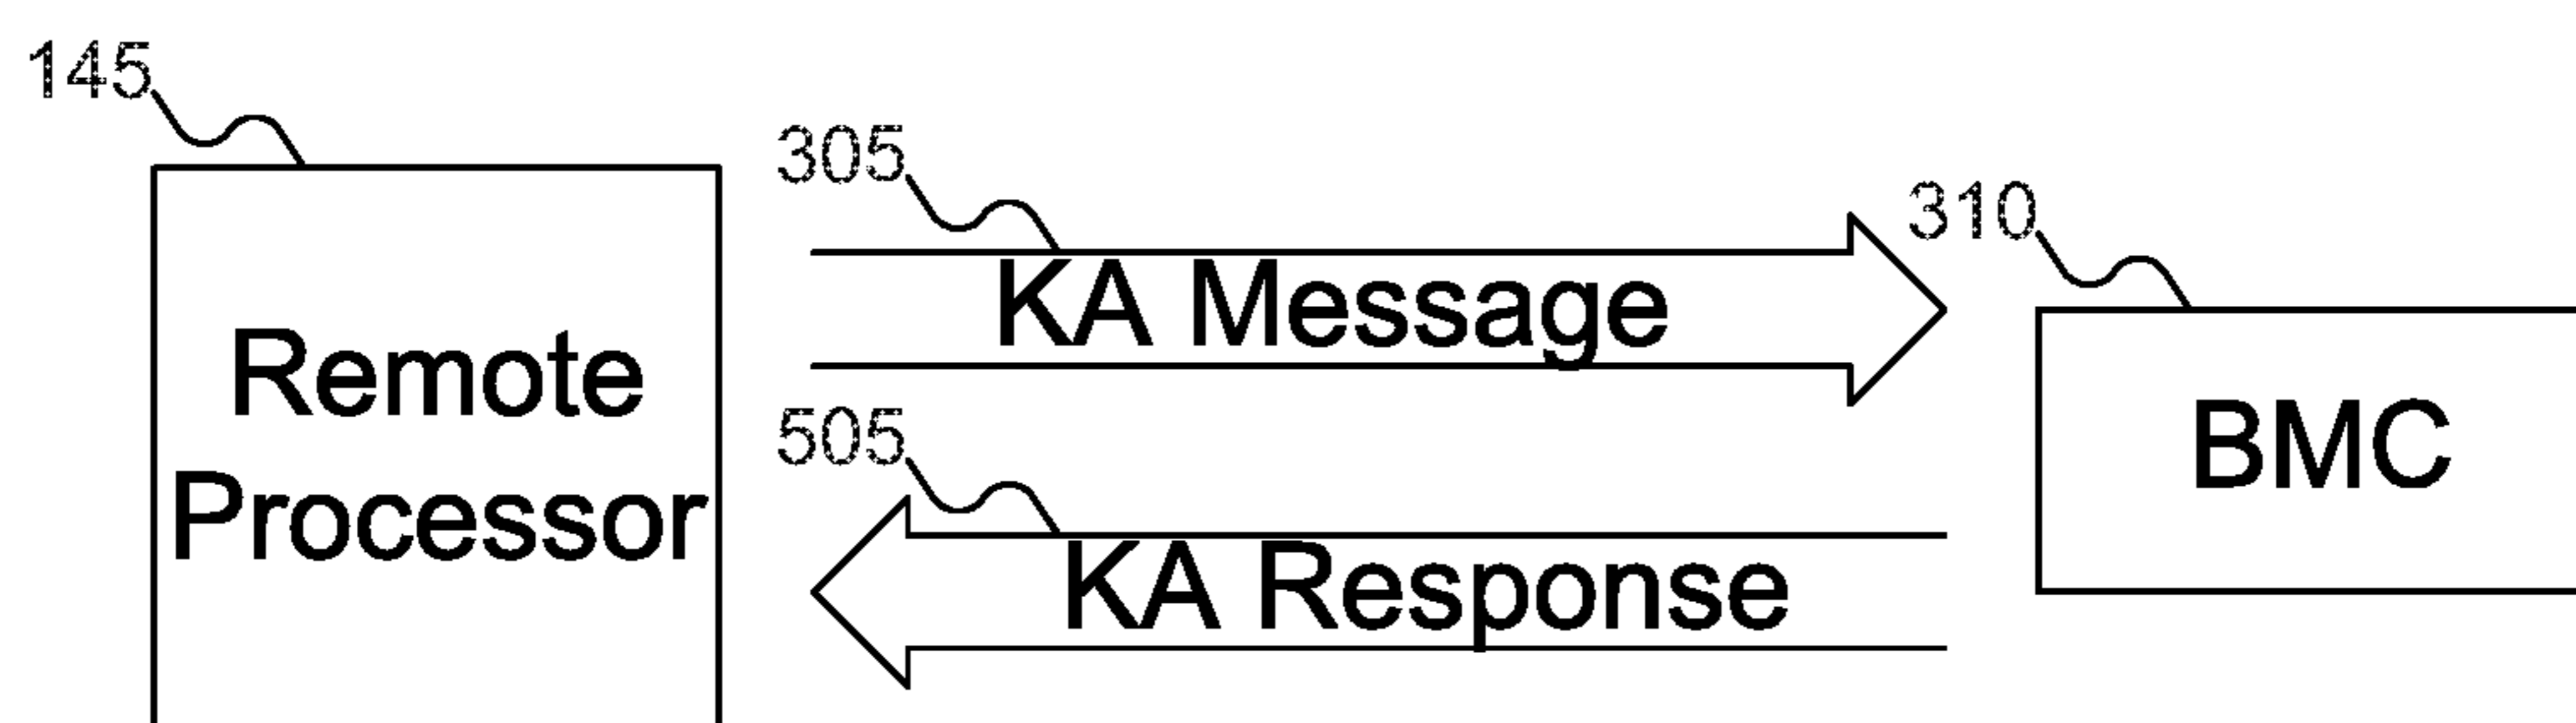 145
305
310
KA Message
Remote
Processor
505
BMC
KA Response